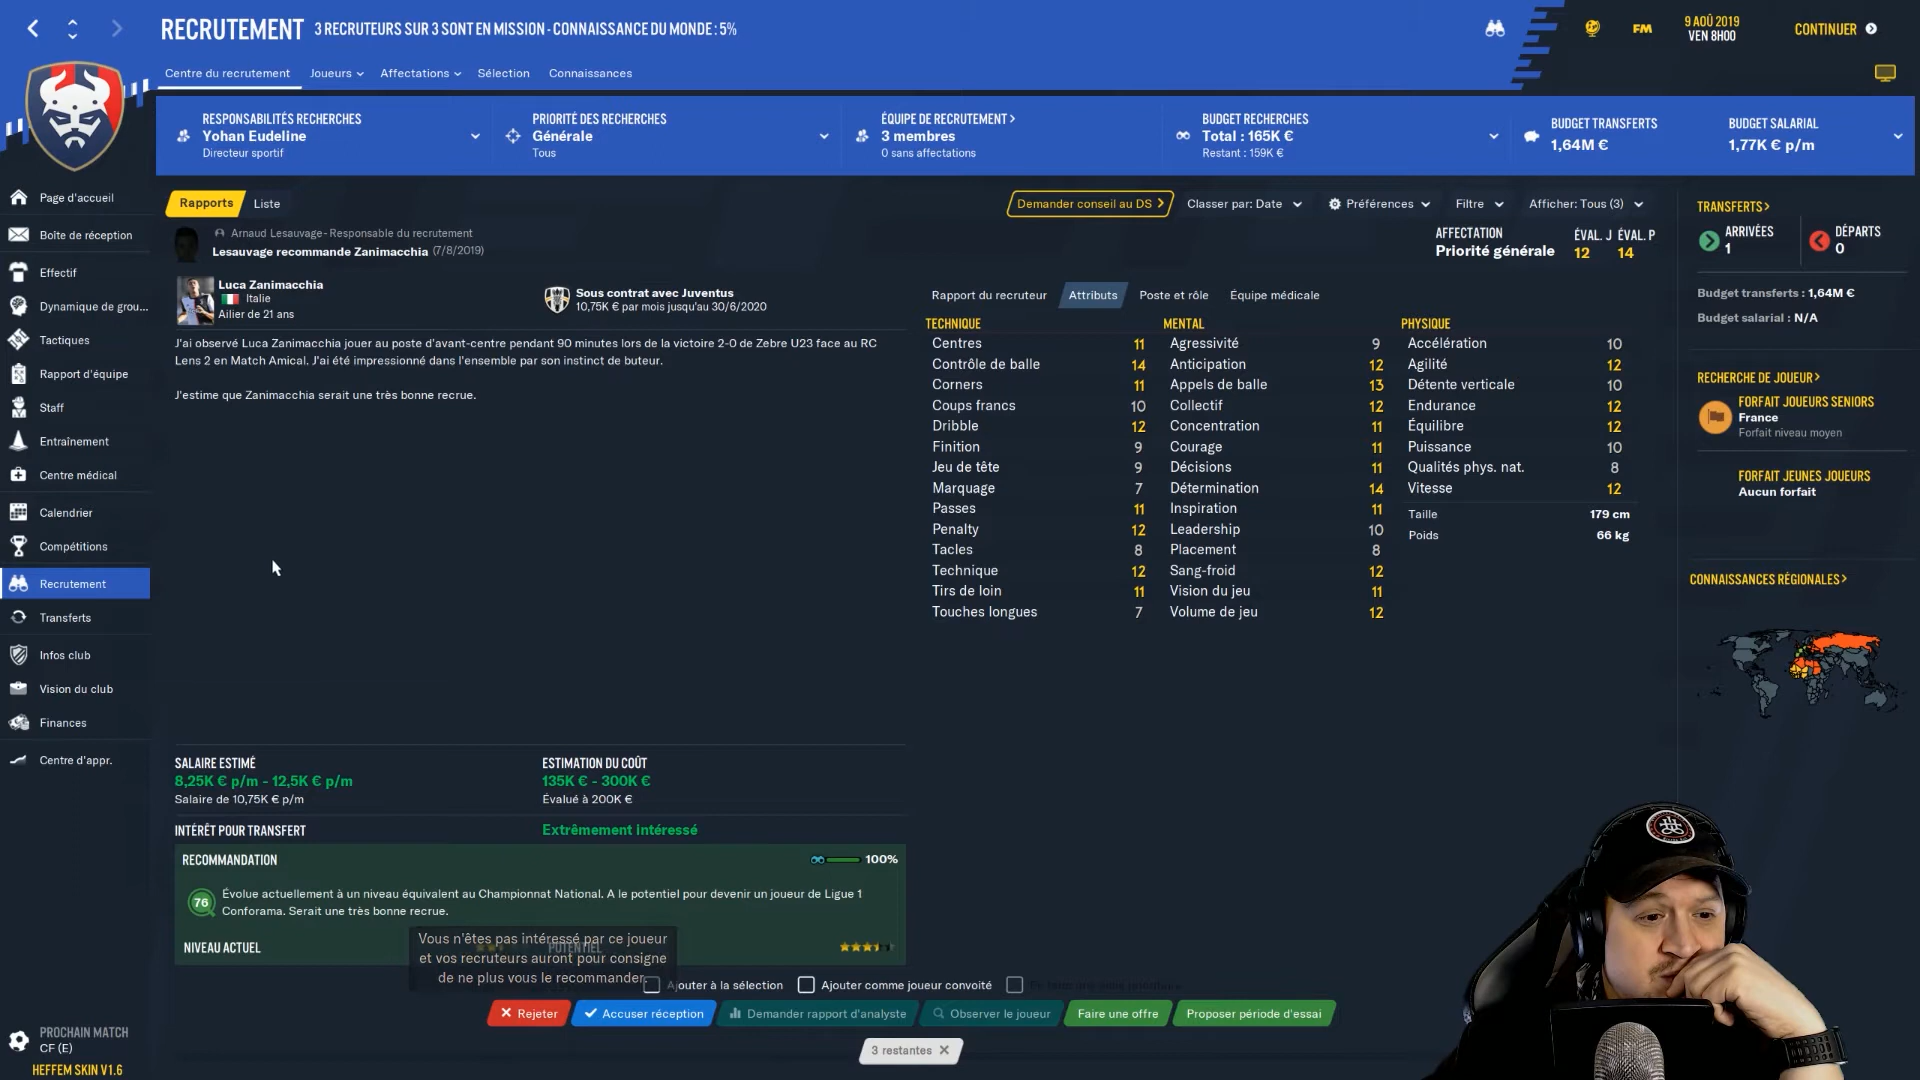 RECRUTEMENT 3 RECRUTEURS SUR 3 SONT EN MISSION - CONNAISSANCE DU MONDE : 5%
FM
9 AOÛ 2019
VEN 8H00
CONTINUER
Centre du recrutement Joueurs Affectations Sélection Connaissances
RESPONSABILITÉS RECHERCHES
Yohan Eudeline
Directeur sportif
PRIORITÉ DES RECHERCHES
Générale
Tous
ÉQUIPE DE RECRUTEMENT >
3 membres
0 sans affectations
BUDGET RECHERCHES
Total : 165K €
Restant : 159K €
BUDGET TRANSFERTS
1,64M €
BUDGET SALARIAL
1,77K € p/m
Page d'accueil
Boîte de réception
Effectif
Dynamique de grou...
Tactiques
Rapport d'équipe
Staff
Entraînement
Centre médical
Calendrier
Compétitions
Recrutement
Transferts
Infos club
Vision du club
Finances
Centre d'appr.
PROCHAIN MATCH
CF (E)
HEFFEM SKIN V1.6
Rapports Liste
Demander conseil au DS > Classer par: Date Préférences Filtre Afficher: Tous (3)
Arnaud Lesauvage- Responsable du recrutement
Lesauvage recommande Zanimacchia (7/8/2019)
AFFECTATION
Priorité générale
ÉVAL. J ÉVAL. P
12 14
Luca Zanimacchia
Italie
Ailier de 21 ans
Sous contrat avec Juventus
10,75K € par mois jusqu'au 30/6/2020
J'ai observé Luca Zanimacchia jouer au poste d'avant-centre pendant 90 minutes lors de la victoire 2-0 de Zebre U23 face au RC
Lens 2 en Match Amical. J'ai été impressionné dans l'ensemble par son instinct de buteur.
J'estime que Zanimacchia serait une très bonne recrue.
Rapport du recruteur Attributs Poste et rôle Équipe médicale
TECHNIQUE
Centres 11
Contrôle de balle 14
Corners 11
Coups francs 10
Dribble 12
Finition 9
Jeu de tête 9
Marquage 7
Passes 11
Penalty 12
Tacles 8
Technique 12
Tirs de loin 11
Touches longues 7
MENTAL
Agressivité 9
Anticipation 12
Appels de balle 13
Collectif 12
Concentration 11
Courage 11
Décisions 11
Détermination 14
Inspiration 11
Leadership 10
Placement 8
Sang-froid 12
Vision du jeu 11
Volume de jeu 12
PHYSIQUE
Accélération 10
Agilité 12
Détente verticale 10
Endurance 12
Équilibre 12
Puissance 10
Qualités phys. nat. 8
Vitesse 12
Taille 179 cm
Poids 66 kg
SALAIRE ESTIMÉ
8,25K € p/m - 12,5K € p/m
Salaire de 10,75K € p/m
ESTIMATION DU COÛT
135K € - 300K €
Évalué à 200K €
INTÉRÊT POUR TRANSFERT Extrêmement intéressé
RECOMMANDATION 100%
76
Évolue actuellement à un niveau équivalent au Championnat National. A le potentiel pour devenir un joueur de Ligue 1
Conforama. Serait une très bonne recrue.
NIVEAU ACTUEL POTENTIEL
Vous n'êtes pas intéressé par ce joueur
et vos recruteurs auront pour consigne
de ne plus vous le recommander.
Ajouter à la sélection Ajouter comme joueur convoité
Rejeter Accuser réception Demander rapport d'analyste Observer le joueur Faire une offre Proposer période d'essai
3 restantes
TRANSFERTS >
ARRIVÉES
1
DÉPARTS
0
Budget transferts : 1,64M €
Budget salarial : N/A
RECHERCHE DE JOUEUR >
FORFAIT JOUEURS SENIORS
France
Forfait niveau moyen
FORFAIT JEUNES JOUEURS
Aucun forfait
CONNAISSANCES RÉGIONALES >